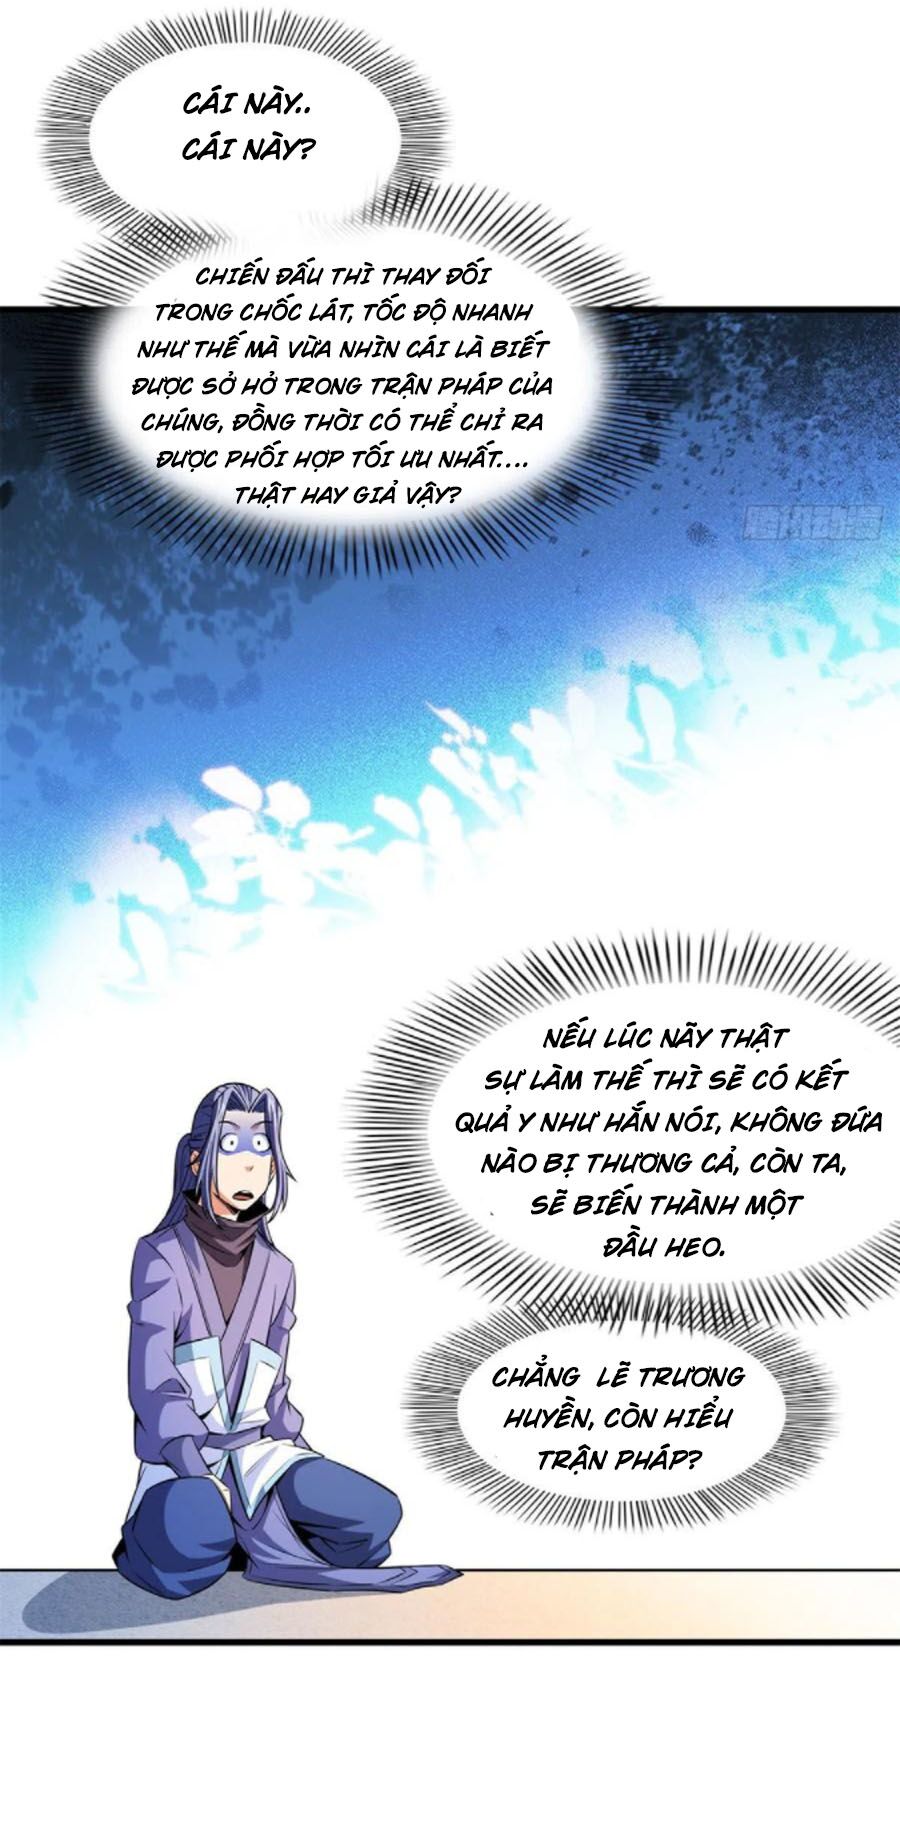 CÁI NÀY..
CÁI NÀY?
CHIẾN ĐẤU THÌ THAY ĐỔI
TRONG CHỐC LÁT, TỐC ĐỘ NHANH
NHƯ THẾ MÀ VỪA NHÌN CÁI LÀ BIẾT
ĐƯỢC SỞ HỞ TRONG TRẬN PHÁP CỦA
CHÚNG, ĐỒNG THỜI CÓ THỂ CHỈ RA
ĐƯỢC PHỐI HỢP TỐI ƯU NHẤT....
THẬT HAY GIẢ VẬY?
NẾU LÚC NÃY THẬT
SỰ LÀM THẾ THÌ SẼ CÓ KẾT
QUẢ Y NHƯ HẮN NÓI, KHÔNG ĐỨA
NÀO BỊ THƯƠNG CẢ, CÒN TA,
SẼ BIẾN THÀNH MỘT
ĐẦU HEO.
CHẲNG LẼ TRƯƠNG
HUYỀN, CÒN HIỂU
TRẬN PHÁP?